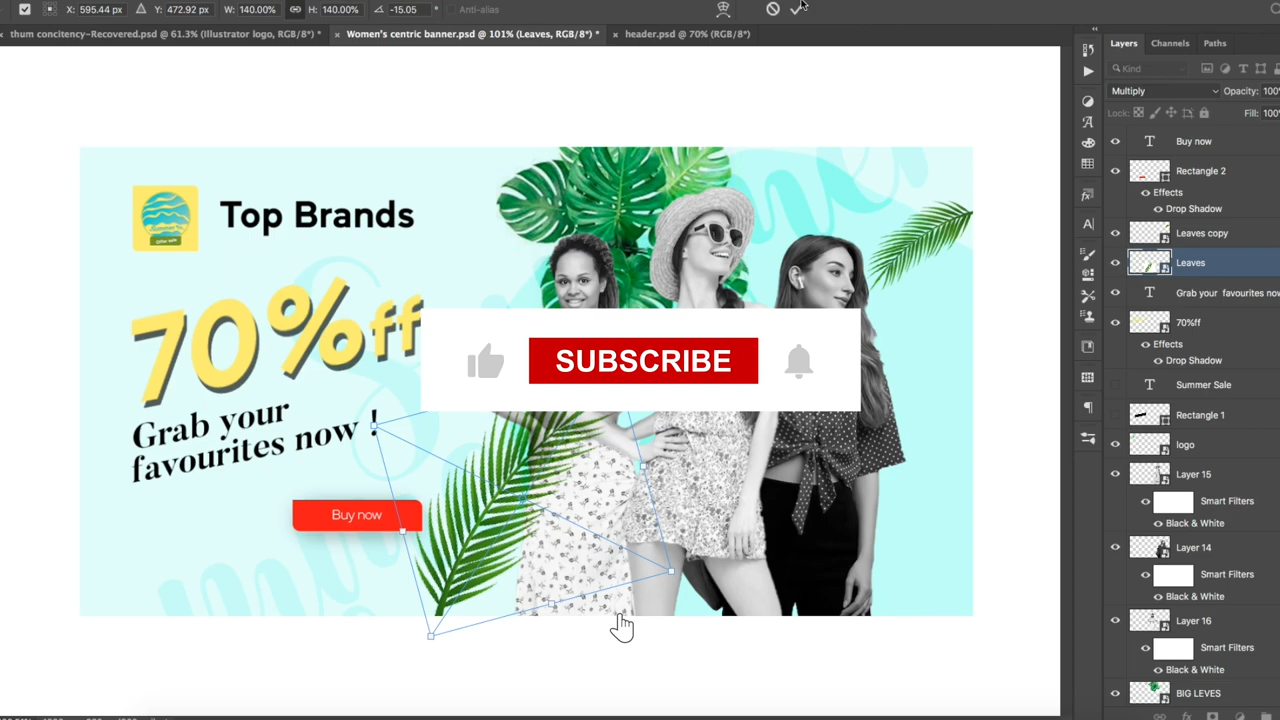 X: 595.44 px Y: 472.92 px W: 140.00% H: 140.00% -15.05 ° Anti-alias
× thum concitency-Recovered.psd @ 61.3% (Illustrator logo, RGB/8*) * × Women's centric banner.psd @ 101% (Leaves, RGB/8*) * × header.psd @ 70% (RGB/8*)
Layers Channels Paths
Kind
Multiply Opacity: 100
Lock: Fill: 100
Buy now
Rectangle 2
Effects
Drop Shadow
Leaves copy
Leaves
Grab your favourites now
70%ff
Effects
Drop Shadow
Summer Sale
Rectangle 1
logo
Layer 15
Smart Filters
Black & White
Layer 14
Smart Filters
Black & White
Layer 16
Smart Filters
Black & White
BIG LEVES
Top Brands
70%off
Grab your
favourites now !
Buy now
SUBSCRIBE